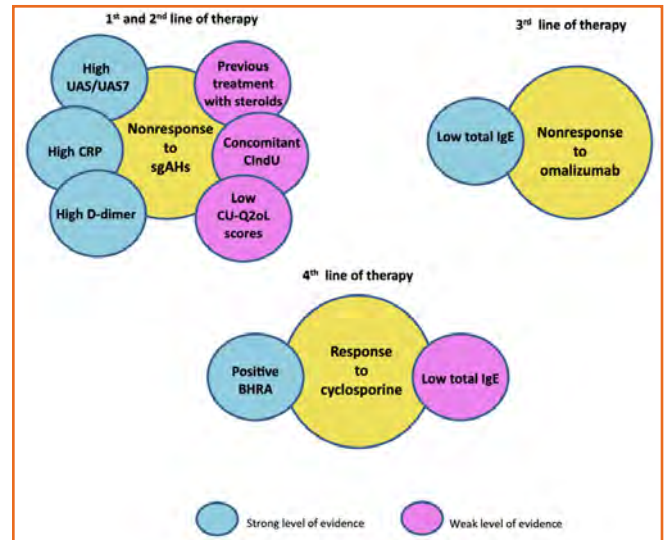 1st and 2nd line of therapy
High
UAS/UAS7
High CRP
High D-dimer
Nonresponse
to
sgAHs
Previous
treatment
with steroids
Concomitant
CIndU
Low
CU-Q2oL
scores
3rd line of therapy
Low total IgE
Nonresponse
to
omalizumab
4th line of therapy
Positive
BHRA
Response
to
cyclosporine
Low total IgE
Strong level of evidence
Weak level of evidence